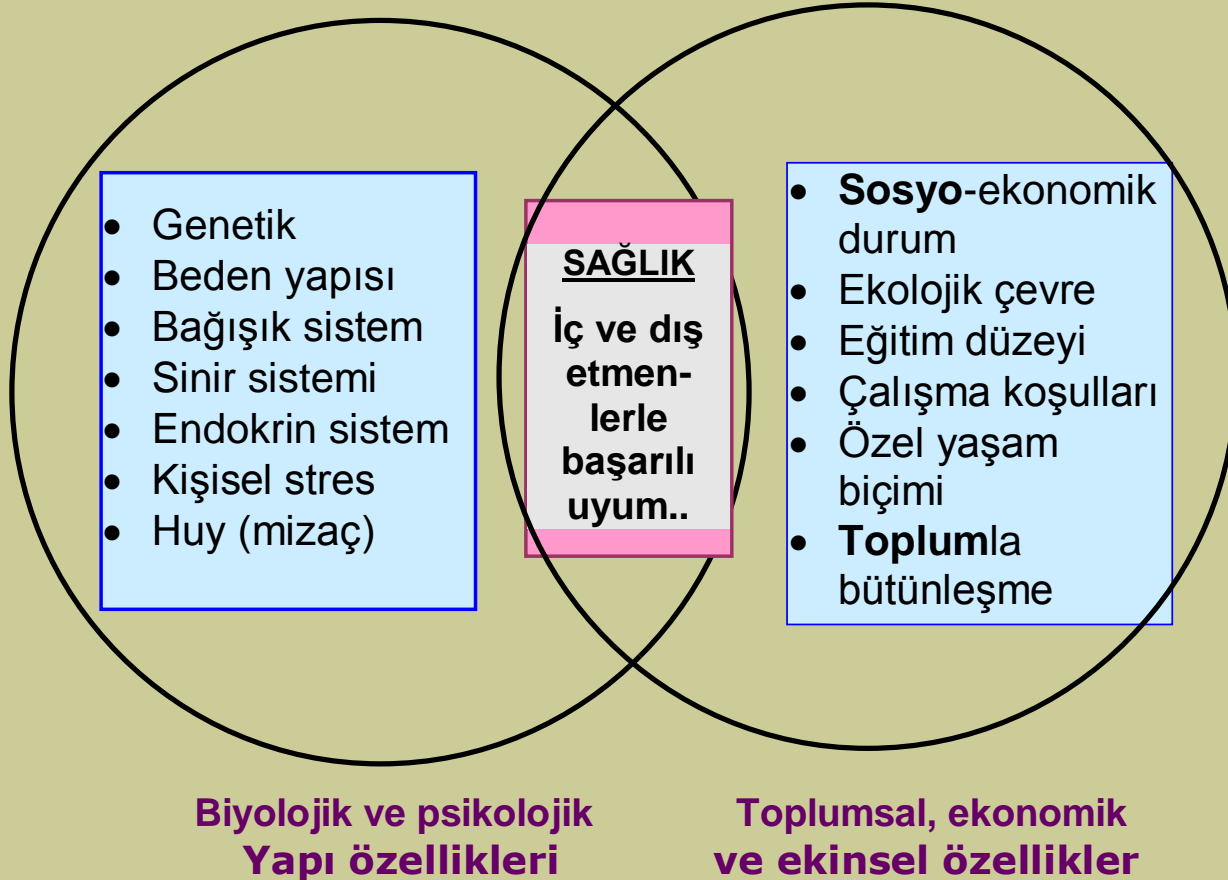 • Genetik
• Beden yapısı
• Bağışık sistem
• Sinir sistemi
• Endokrin sistem
• Kişisel stres
• Huy (mizaç)
SAĞLIK
İç ve dış
etmen-
lerle
başarılı
uyum..
• Sosyo-ekonomik
durum
• Ekolojik çevre
• Eğitim düzeyi
• Çalışma koşulları
• Özel yaşam
biçimi
• Toplumla
bütünleşme
Biyolojik ve psikolojik
Yapı özellikleri
Toplumsal, ekonomik
ve ekinsel özellikler